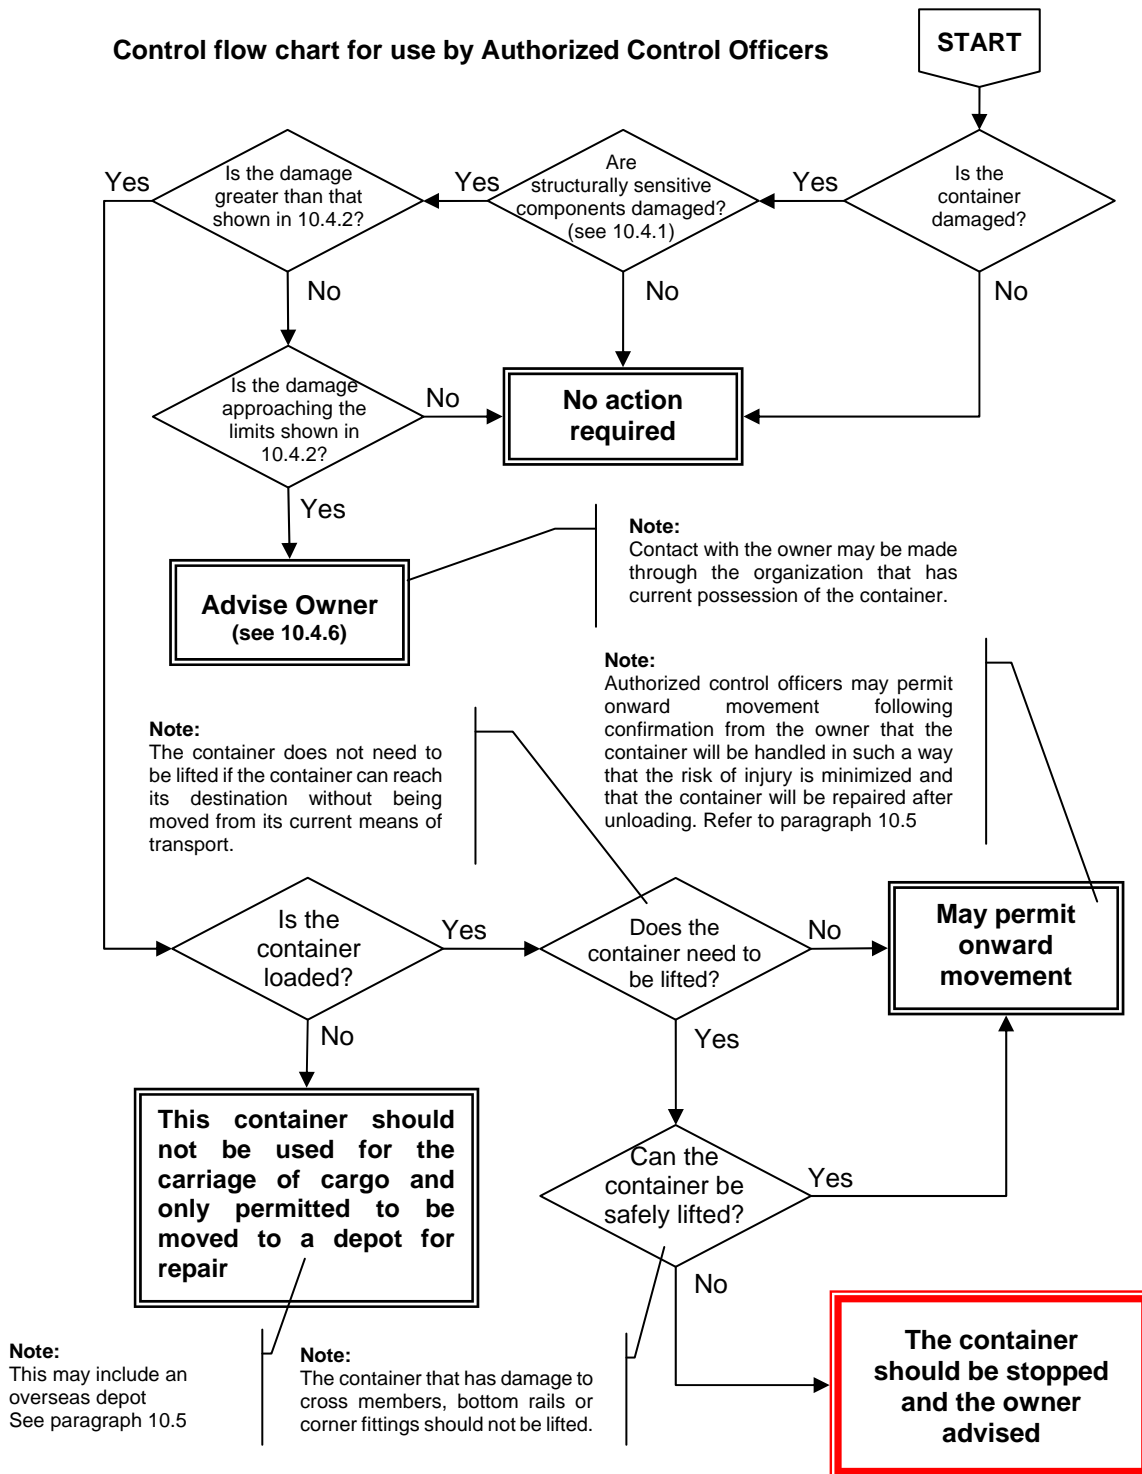 Control flow chart for use by Authorized Control Officers
START
Is the
container
damaged?
Yes
No
Are
structurally sensitive
components damaged?
(see 10.4.1)
Yes
No
Is the damage
greater than that
shown in 10.4.2?
Yes
No
Is the damage
approaching the
limits shown in
10.4.2?
No
Yes
No action
required
Advise Owner
(see 10.4.6)
Note:
Contact with the owner may be made
through the organization that has
current possession of the container.
Note:
Authorized control officers may permit
onward movement following
confirmation from the owner that the
container will be handled in such a way
that the risk of injury is minimized and
that the container will be repaired after
unloading. Refer to paragraph 10.5
Note:
The container does not need to
be lifted if the container can reach
its destination without being
moved from its current means of
transport.
Is the
container
loaded?
Yes
No
Does the
container need to
be lifted?
No
Yes
May permit
onward
movement
This container should
not be used for the
carriage of cargo and
only permitted to be
moved to a depot for
repair
Can the
container be
safely lifted?
Yes
No
Note:
This may include an
overseas depot
See paragraph 10.5
Note:
The container that has damage to
cross members, bottom rails or
corner fittings should not be lifted.
The container
should be stopped
and the owner
advised